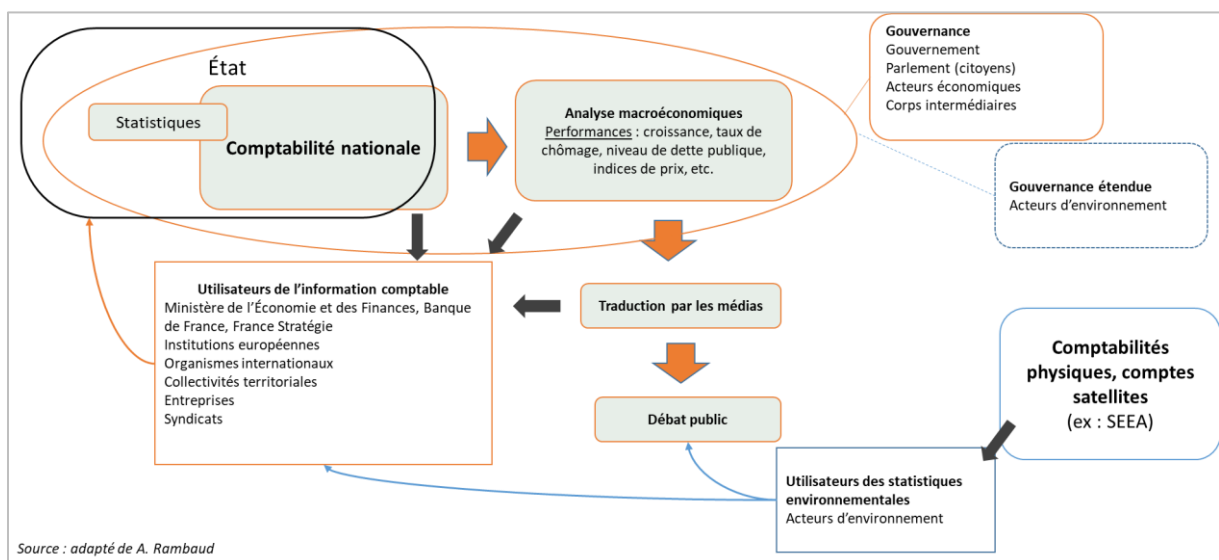 État
Statistiques
Comptabilité nationale
Analyse macroéconomiques
Performances : croissance, taux de
chômage, niveau de dette publique,
indices de prix, etc.
Gouvernance
Gouvernement
Parlement (citoyens)
Acteurs économiques
Corps intermédiaires
Gouvernance étendue
Acteurs d'environnement
Utilisateurs de l'information comptable
Ministère de l'Économie et des Finances, Banque
de France, France Stratégie
Institutions européennes
Organismes internationaux
Collectivités territoriales
Entreprises
Syndicats
Traduction par les médias
Débat public
Comptabilités
physiques, comptes
satellites
(ex : SEEA)
Utilisateurs des statistiques
environnementales
Acteurs d'environnement
Source : adapté de A. Rambaud